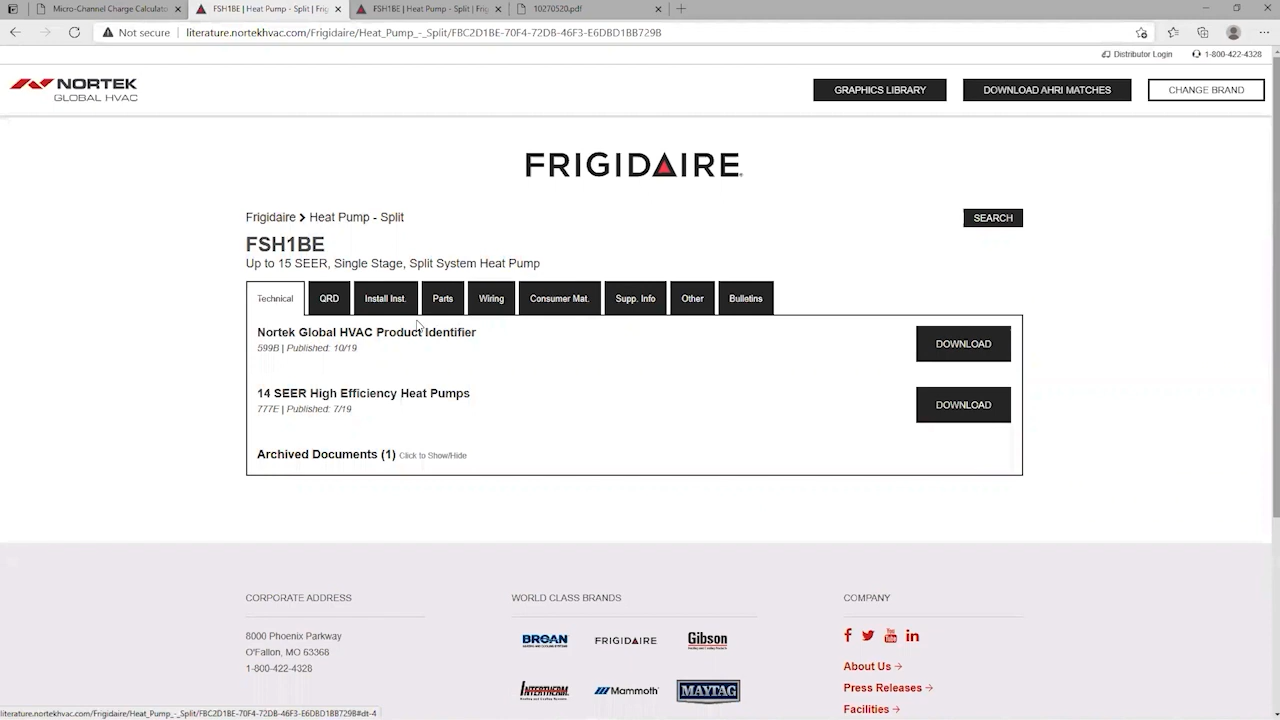 Micro-Channel Charge Calculato
FSH1BE | Heat Pump - Split | Frig
FSH1BE | Heat Pump - Split | Frig
10270520.pdf
Not secure
literature.nortekhvac.com/Frigidaire/Heat_Pump_-_Split/FBC2D1BE-70F4-72DB-46F3-E6DBD1BB729B
Distributor Login
1-800-422-4328
NORTEK
GLOBAL HVAC
GRAPHICS LIBRARY
DOWNLOAD AHRI MATCHES
CHANGE BRAND
FRIGIDAIRE
Frigidaire > Heat Pump - Split
SEARCH
FSH1BE
Up to 15 SEER, Single Stage, Split System Heat Pump
Technical
QRD
Install Inst.
Parts
Wiring
Consumer Mat.
Supp. Info
Other
Bulletins
Nortek Global HVAC Product Identifier
599B | Published: 10/19
DOWNLOAD
14 SEER High Efficiency Heat Pumps
777E | Published: 7/19
DOWNLOAD
Archived Documents (1) Click to Show/Hide
CORPORATE ADDRESS
8000 Phoenix Parkway
O'Fallon, MO 63368
1-800-422-4328
WORLD CLASS BRANDS
BROAN
FRIGIDAIRE
Gibson
INTERTHERM
Mammoth
MAYTAG
COMPANY
About Us
Press Releases
Facilities
literature.nortekhvac.com/Frigidaire/Heat_Pump_-_Split/FBC2D1BE-70F4-72DB-46F3-E6DBD1BB729B#dt-4